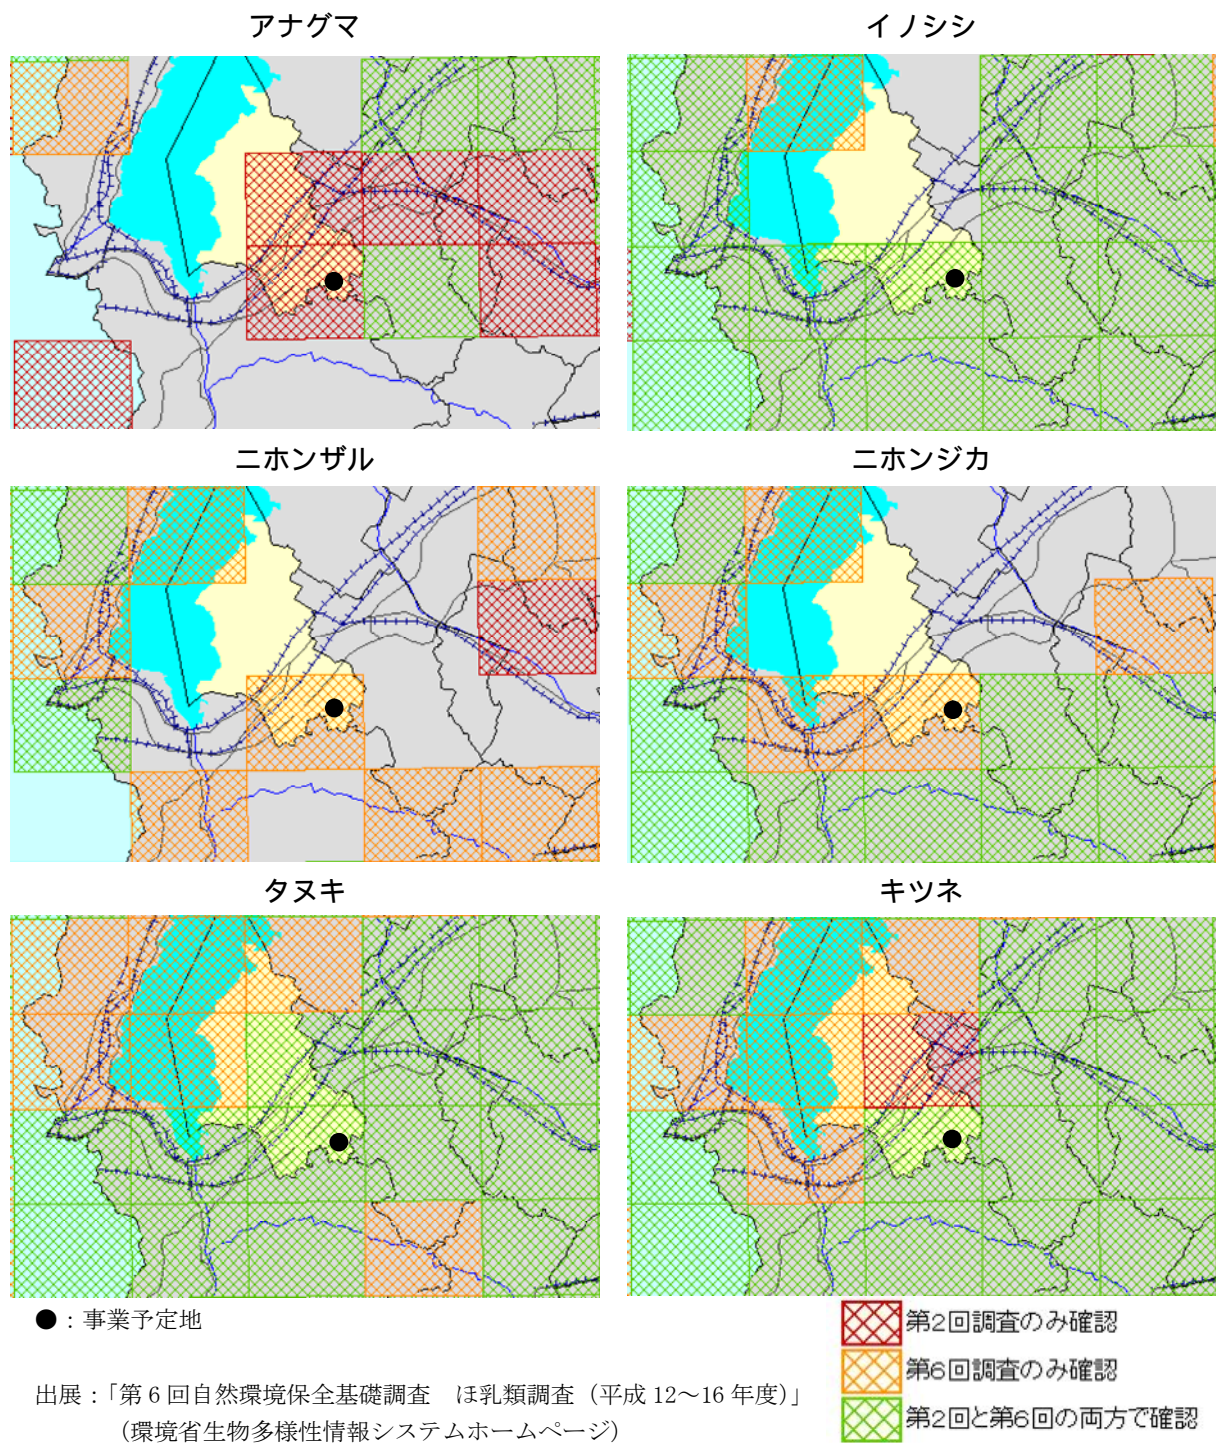 アナグマ
イノシシ
ニホンザル
ニホンジカ
タヌキ
キツネ
●：事業予定地
第2回調査のみ確認
第6回調査のみ確認
第2回と第6回の両方で確認
出展：「第 6 回自然環境保全基礎調査　ほ乳類調査（平成 12～16 年度）」
（環境省生物多様性情報システムホームページ）